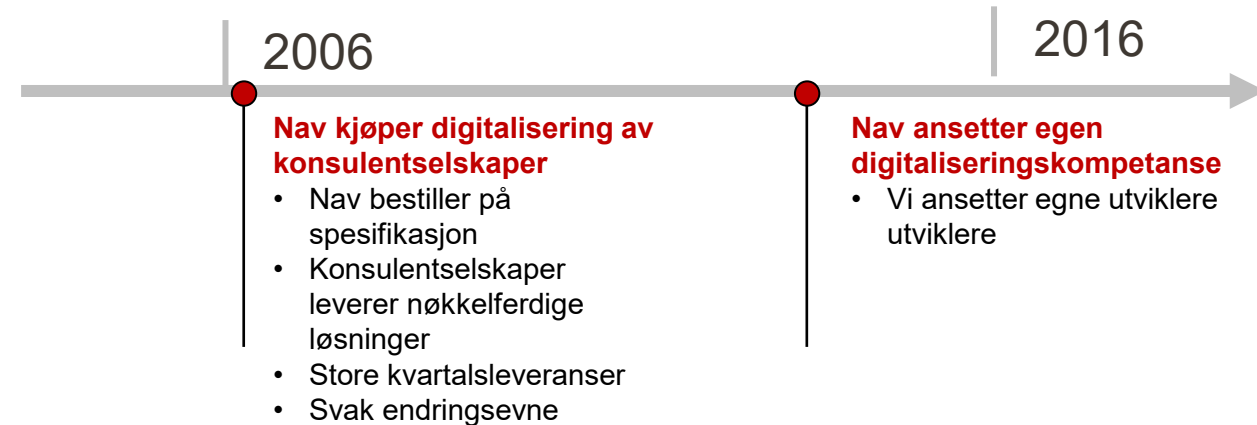 2006
2016
Nav kjøper digitalisering av
konsulentselskaper
• Nav bestiller på
spesifikasjon
• Konsulentselskaper
leverer nøkkelferdige
løsninger
• Store kvartalsleveranser
• Svak endringsevne
Nav ansetter egen
digitaliseringskompetanse
• Vi ansetter egne utviklere
utviklere